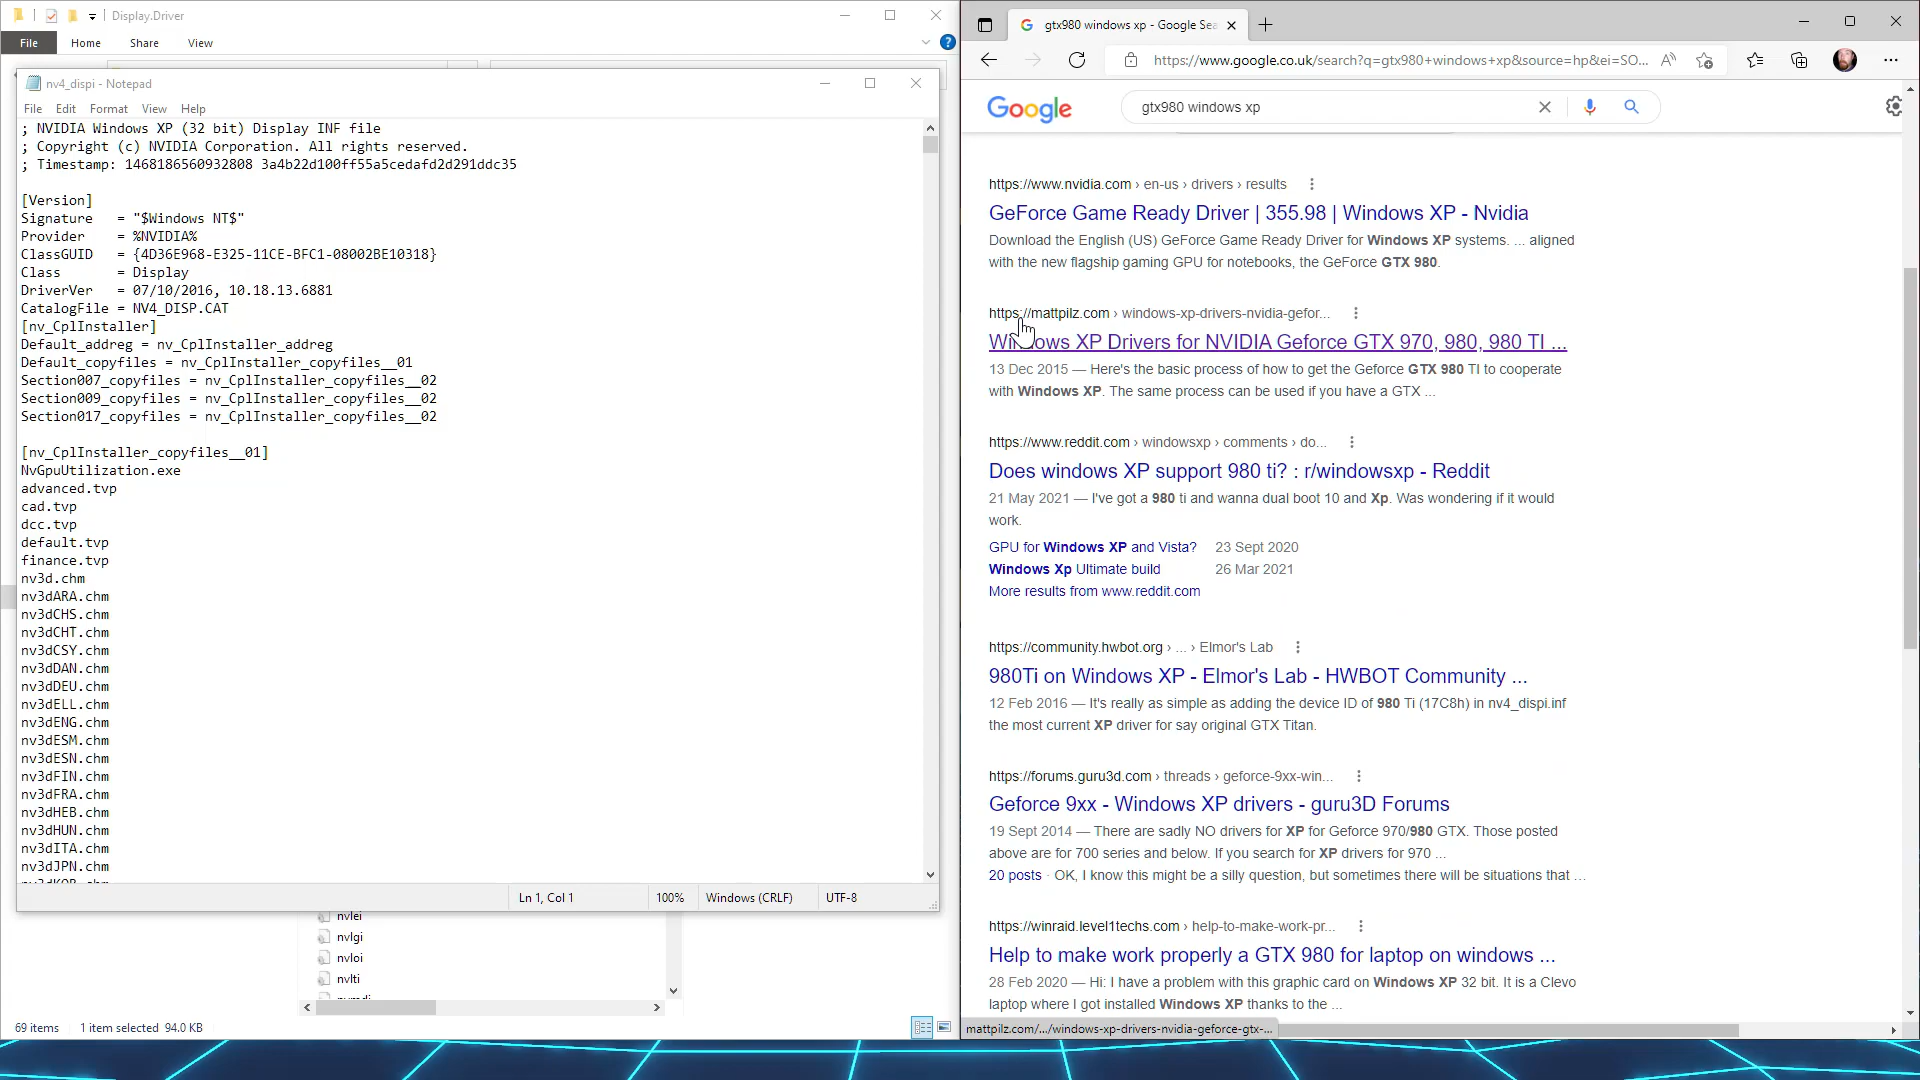 Display.Driver
File Home Share View
nv4_dispi - Notepad
File Edit Format View Help
; NVIDIA Windows XP (32 bit) Display INF file
; Copyright (c) NVIDIA Corporation. All rights reserved.
; Timestamp: 1468186560932808 3a4b22d100ff55a5cedafd2d291ddc35
[Version]
Signature = "$Windows NT$"
Provider = %NVIDIA%
ClassGUID = {4D36E968-E325-11CE-BFC1-08002BE10318}
Class = Display
DriverVer = 07/10/2016, 10.18.13.6881
CatalogFile = NV4_DISP.CAT
[nv_CplInstaller]
Default_addreg = nv_CplInstaller_addreg
Default_copyfiles = nv_CplInstaller_copyfiles__01
Section007_copyfiles = nv_CplInstaller_copyfiles__02
Section009_copyfiles = nv_CplInstaller_copyfiles__02
Section017_copyfiles = nv_CplInstaller_copyfiles__02
[nv_CplInstaller_copyfiles__01]
NvGpuUtilization.exe
advanced.tvp
cad.tvp
dcc.tvp
default.tvp
finance.tvp
nv3d.chm
nv3dARA.chm
nv3dCHS.chm
nv3dCHT.chm
nv3dCSY.chm
nv3dDAN.chm
nv3dDEU.chm
nv3dELL.chm
nv3dENG.chm
nv3dESM.chm
nv3dESN.chm
nv3dFIN.chm
nv3dFRA.chm
nv3dHEB.chm
nv3dHUN.chm
nv3dITA.chm
nv3dJPN.chm
Ln 1, Col 1 100% Windows (CRLF) UTF-8
nvlei
nvlgi
nvloi
nvlti
69 items 1 item selected 94.0 KB
gtx980 windows xp - Google Sea
https://www.google.co.uk/search?q=gtx980+windows+xp&source=hp&ei=SO...
Google
gtx980 windows xp
https://www.nvidia.com › en-us › drivers › results
GeForce Game Ready Driver | 355.98 | Windows XP - Nvidia
Download the English (US) GeForce Game Ready Driver for Windows XP systems. ... aligned
with the new flagship gaming GPU for notebooks, the GeForce GTX 980.
https://mattpilz.com › windows-xp-drivers-nvidia-gefor...
Windows XP Drivers for NVIDIA Geforce GTX 970, 980, 980 TI ...
13 Dec 2015 — Here's the basic process of how to get the Geforce GTX 980 TI to cooperate
with Windows XP. The same process can be used if you have a GTX ...
https://www.reddit.com › windowsxp › comments › do...
Does windows XP support 980 ti? : r/windowsxp - Reddit
21 May 2021 — I've got a 980 ti and wanna dual boot 10 and Xp. Was wondering if it would
work.
GPU for Windows XP and Vista? 23 Sept 2020
Windows Xp Ultimate build 26 Mar 2021
More results from www.reddit.com
https://community.hwbot.org › ... › Elmor's Lab
980Ti on Windows XP - Elmor's Lab - HWBOT Community ...
12 Feb 2016 — It's really as simple as adding the device ID of 980 Ti (17C8h) in nv4_dispi.inf
the most current XP driver for say original GTX Titan.
https://forums.guru3d.com › threads › geforce-9xx-win...
Geforce 9xx - Windows XP drivers - guru3D Forums
19 Sept 2014 — There are sadly NO drivers for XP for Geforce 970/980 GTX. Those posted
above are for 700 series and below. If you search for XP drivers for 970 ...
20 posts · OK, I know this might be a silly question, but sometimes there will be situations that ...
https://winraid.level1techs.com › help-to-make-work-pr...
Help to make work properly a GTX 980 for laptop on windows ...
28 Feb 2020 — Hi: I have a problem with this graphic card on Windows XP 32 bit. It is a Clevo
laptop where I got installed Windows XP thanks to the ...
mattpilz.com/.../windows-xp-drivers-nvidia-geforce-gtx-...